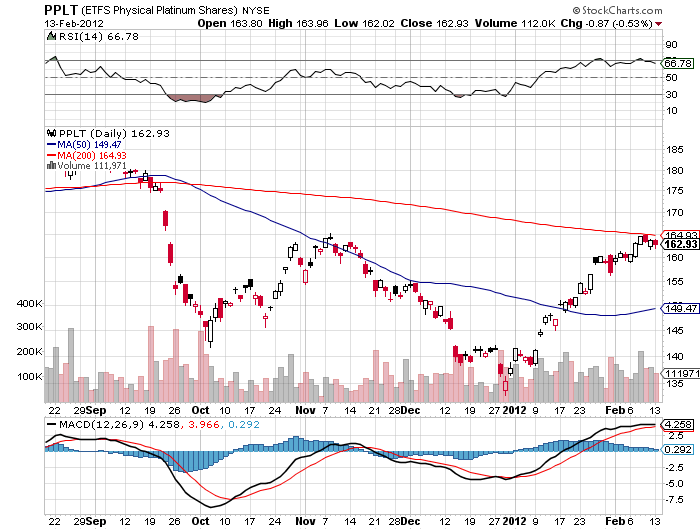 PPLT (ETFS Physical Platinum Shares) NYSE © StockCharts.com
13-Feb-2012 Open 163.80 High 163.96 Low 162.02 Close 162.93 Volume 112.0K Chg -0.87 (-0.53%)
RSI(14) 66.78
90
70
66.78
50
30
10
PPLT (Daily) 162.93
MA(50) 149.47
MA(200) 164.93
Volume 111,971
185
180
175
170
164.93
162.93
160
155
149.47
145
140
135
400K
300K
200K
100K
111971
22 29 Sep 12 19 26 Oct 10 17 24 Nov 7 14 21 28 Dec 12 19 27 2012 9 17 23 Feb 6 13
MACD(12,26,9) 4.258, 3.966, 0.292
4.258
2.5
0.292
-2.5
-5.0
-7.5
22 29 Sep 12 19 26 Oct 10 17 24 Nov 7 14 21 28 Dec 12 19 27 2012 9 17 23 Feb 6 13